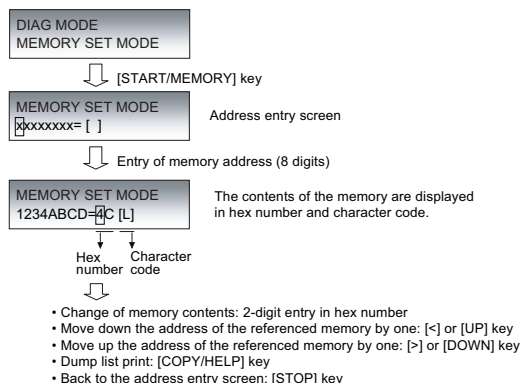 DIAG MODE
MEMORY SET MODE
[START/MEMORY] key
MEMORY SET MODE
xxxxxxxx= [ ]
Address entry screen
Entry of memory address (8 digits)
MEMORY SET MODE
1234ABCD=4C [L]
The contents of the memory are displayed
in hex number and character code.
Hex
number
Character
code
• Change of memory contents: 2-digit entry in hex number
• Move down the address of the referenced memory by one: [<] or [UP] key
• Move up the address of the referenced memory by one: [>] or [DOWN] key
• Dump list print: [COPY/HELP] key
• Back to the address entry screen: [STOP] key